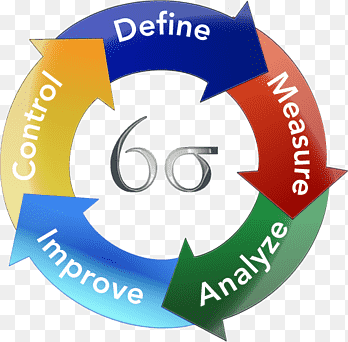 Define
Measure
Analyze
Improve
Control
6σ